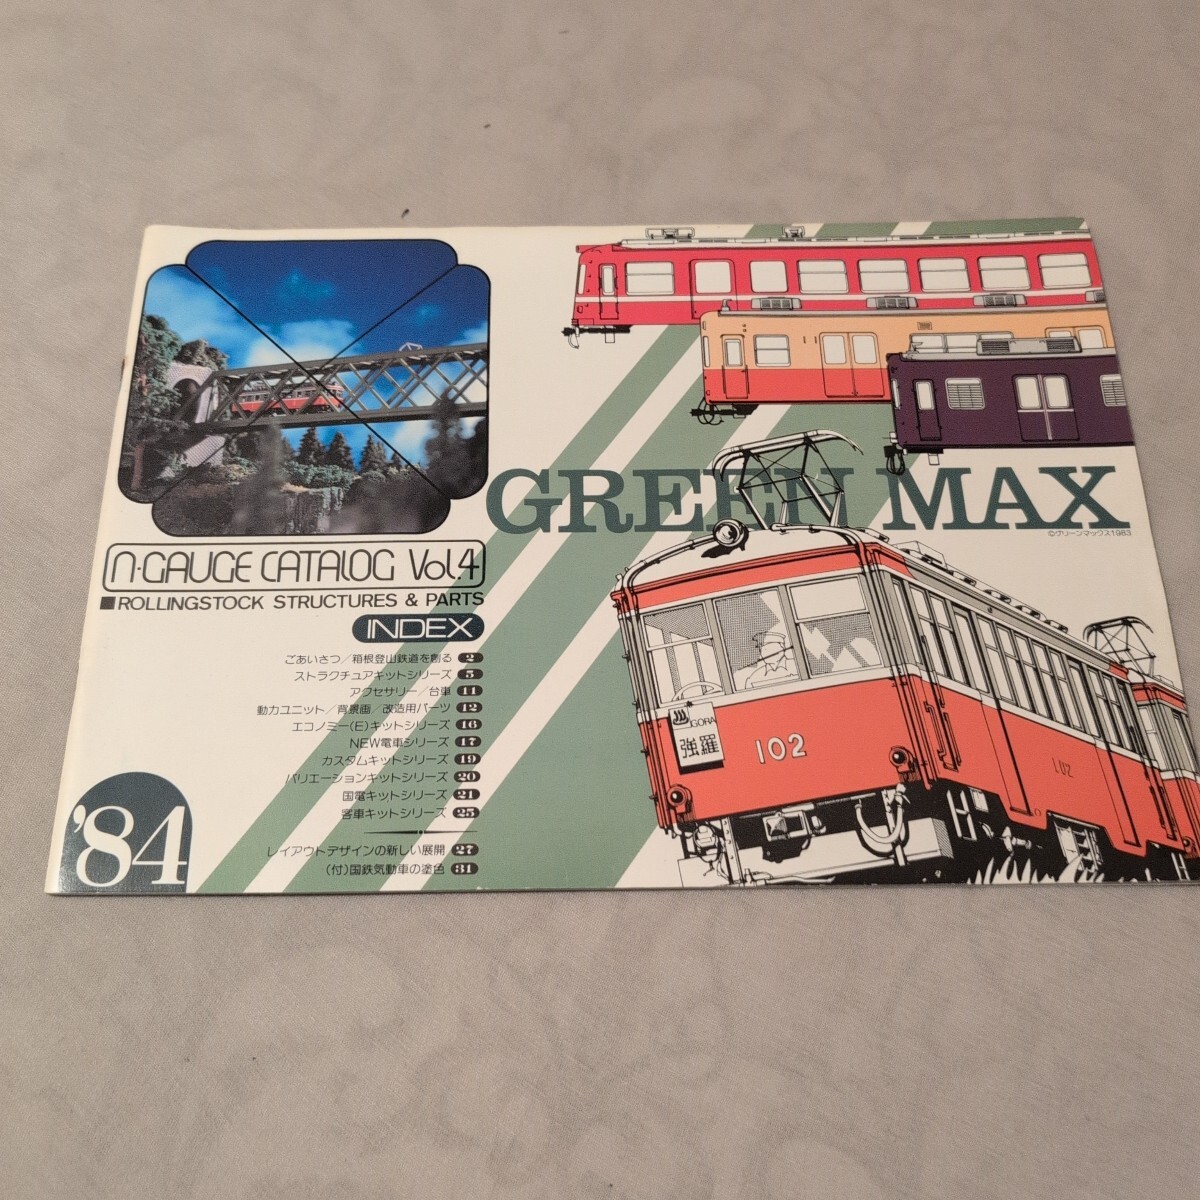 GREEN MAX
©グリーンマックス1983
n·GAUGE CATALOG Vol.4
■ROLLINGSTOCK STRUCTURES & PARTS
INDEX
ごあいさつ／箱根登山鉄道を創る 2
ストラクチュアキットシリーズ 5
アクセサリー／台車 11
動力ユニット／背景画／改造用パーツ 12
エコノミー(E)キットシリーズ 16
NEW電車シリーズ 17
カスタムキットシリーズ 19
バリエーションキットシリーズ 20
国電キットシリーズ 21
客車キットシリーズ 25
レイアウトデザインの新しい展開 27
(付)国鉄気動車の塗色 31
'84
GORA
強羅
102
102